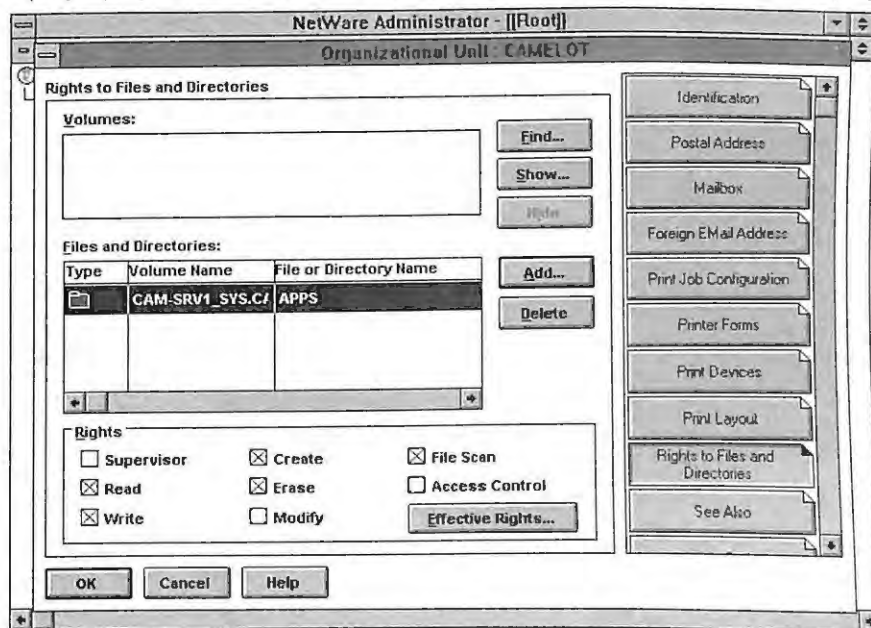 NetWare Administrator - [[Root]]
Organizational Unit : CAMELOT
Rights to Files and Directories
Volumes:
Find...
Show...
Hide
Files and Directories:
Type Volume Name File or Directory Name
CAM-SRV1_SYS.CA APPS
Add...
Delete
Rights
Supervisor Create File Scan
Read Erase Access Control
Write Modify Effective Rights...
OK Cancel Help
Identification
Postal Address
Mailbox
Foreign EMail Address
Print Job Configuration
Printer Forms
Print Devices
Print Layout
Rights to Files and
Directories
See Also